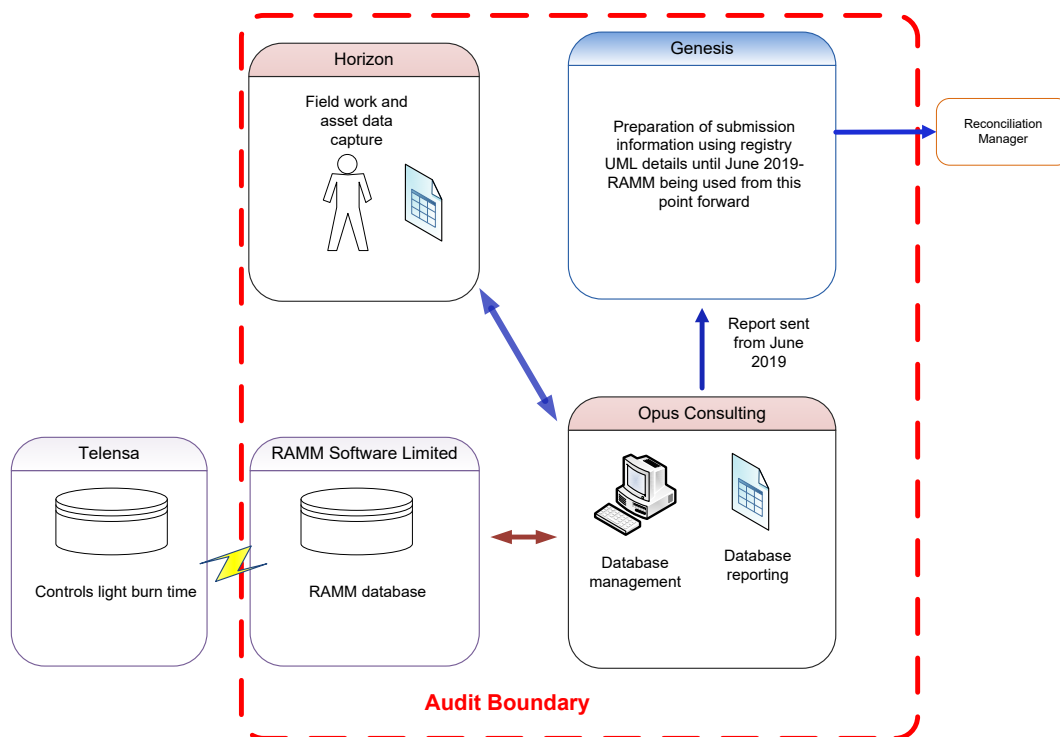 Horizon
Field work and
asset data
capture
Genesis
Preparation of submission
information using registry
UML details until June 2019-
RAMM being used from this
point forward
Reconciliation
Manager
Report sent
from June
2019
Opus Consulting
Database
management
Database
reporting
Telensa
Controls light burn time
RAMM Software Limited
RAMM database
Audit Boundary